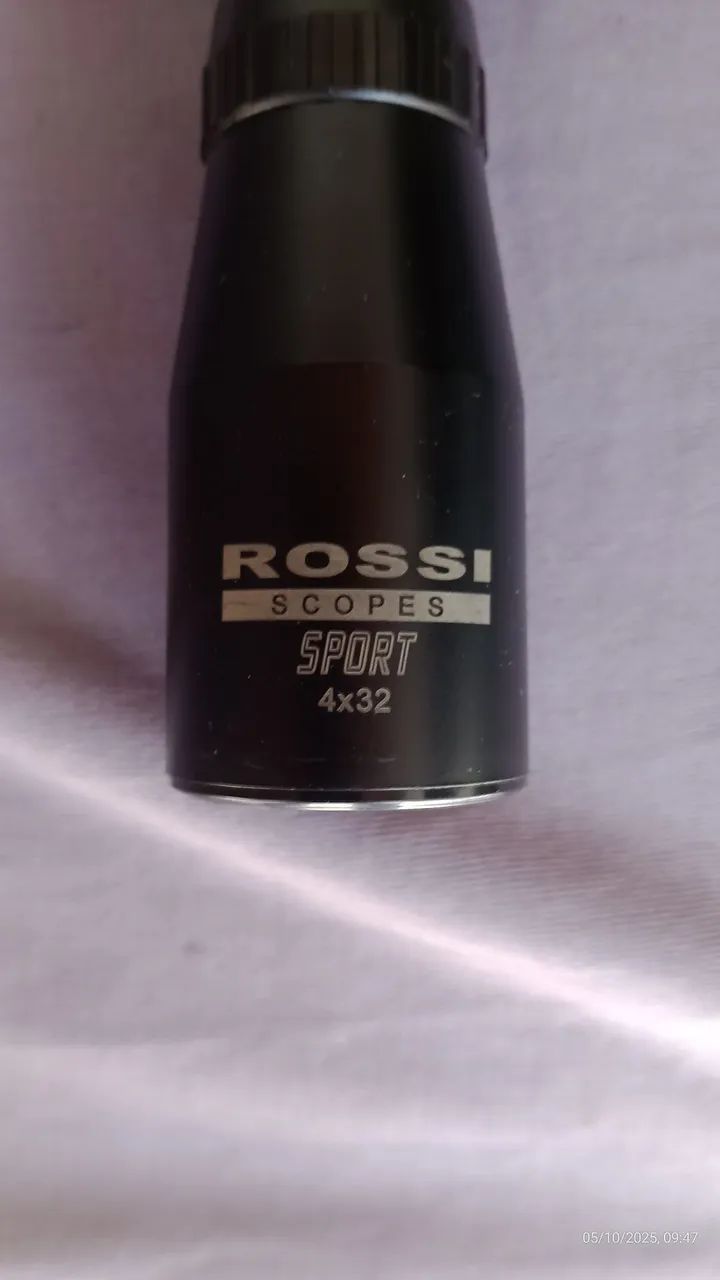 ROSSI
SCOPES
SPORT
4x32
05/10/2025, 09:47